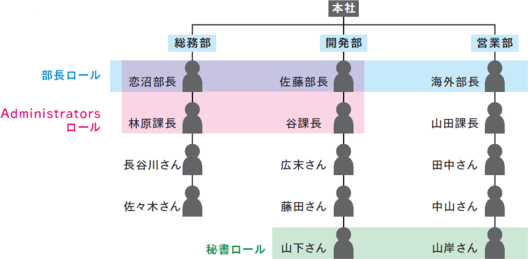 本社
総務部
開発部
営業部
部長ロール
恋沼部長
佐藤部長
海外部長
Administrators
ロール
林原課長
谷課長
山田課長
長谷川さん
広末さん
田中さん
佐々木さん
藤田さん
中山さん
秘書ロール
山下さん
山岸さん